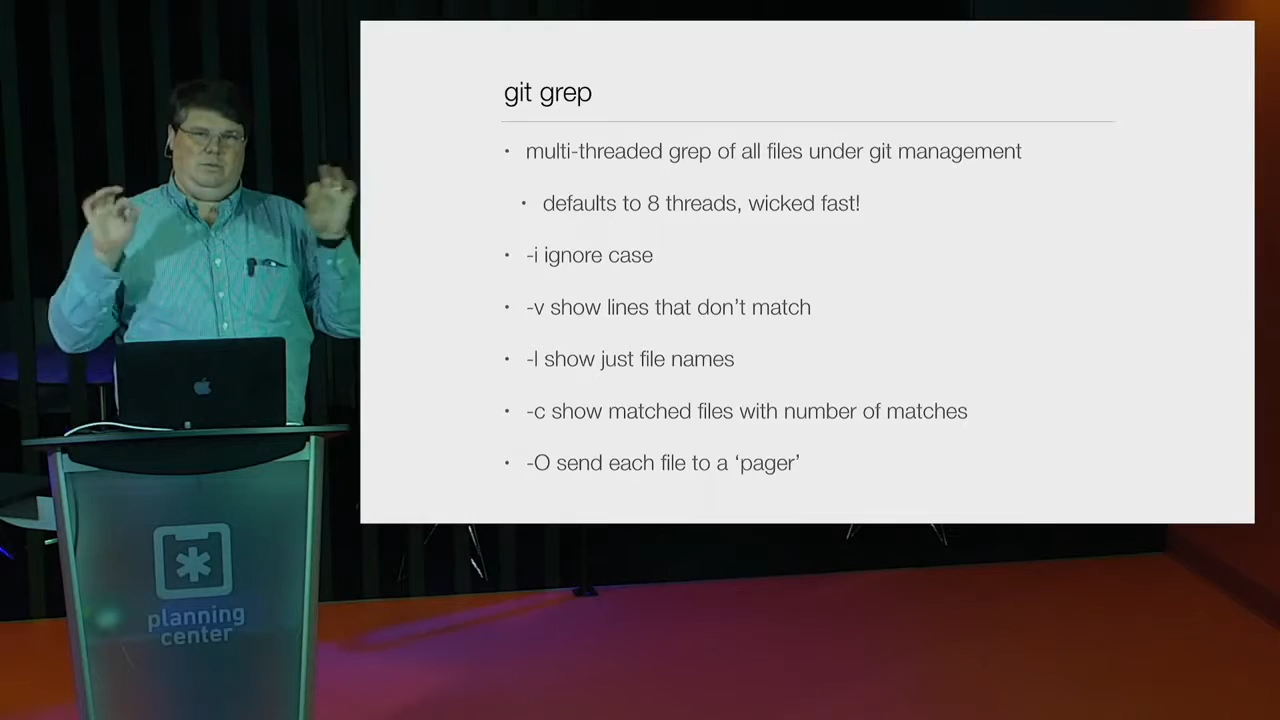 git grep
• multi-threaded grep of all files under git management
• defaults to 8 threads, wicked fast!
• -i ignore case
• -v show lines that don’t match
• -l show just file names
• -c show matched files with number of matches
• -O send each file to a ‘pager’
planning
center